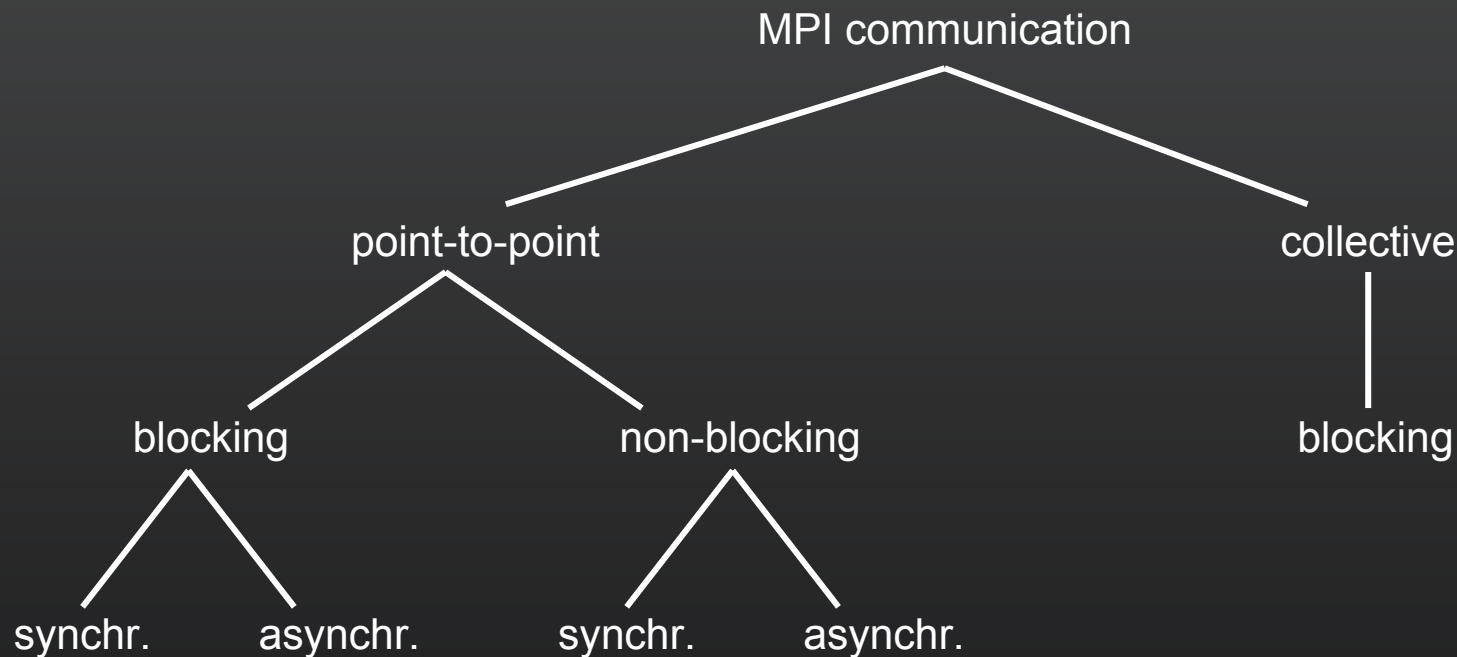 MPI communication
point-to-point
collective
blocking
non-blocking
blocking
synchr.
asynchr.
synchr.
asynchr.